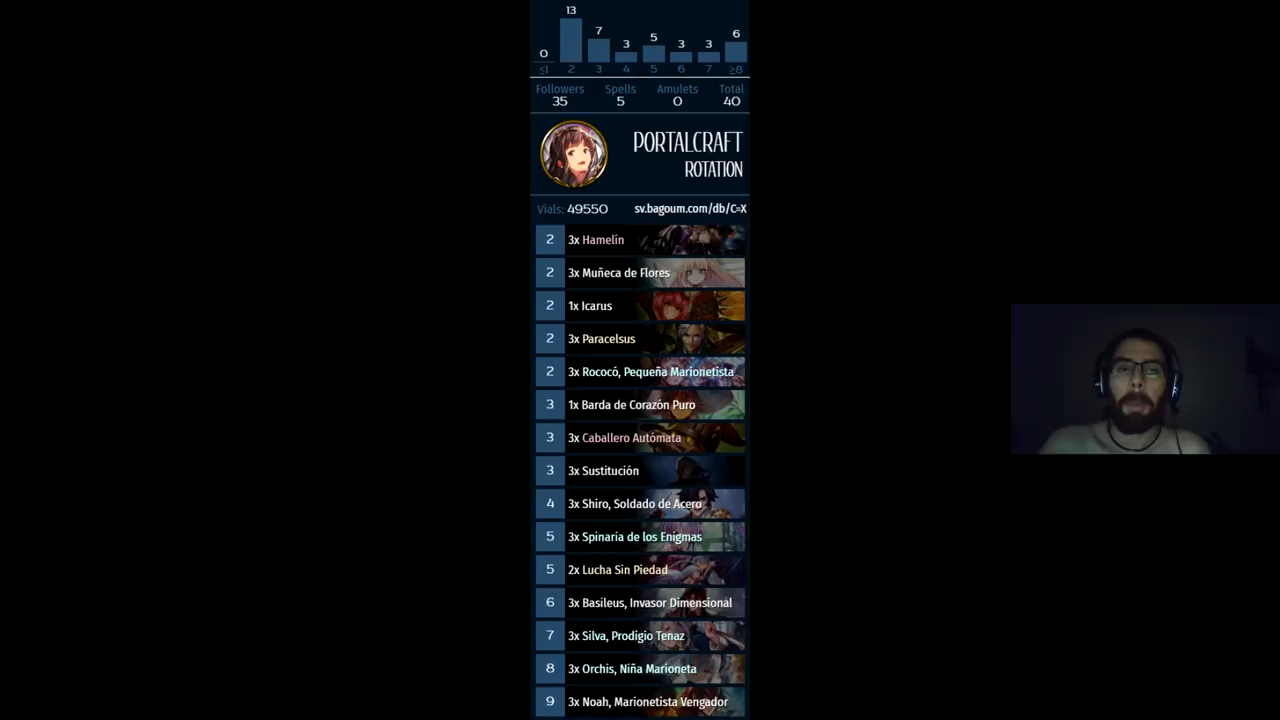 13
7
5
6
3
3
3
0
≤1 2 3 4 5 6 7 ≥8
Followers Spells Amulets Total
35 5 0 40
PORTALCRAFT
ROTATION
Vials: 49550 sv.bagoum.com/db/C=X
2 3x Hamelin
2 3x Muñeca de Flores
2 1x Icarus
2 3x Paracelsus
2 3x Rococó, Pequeña Marionetista
3 1x Barda de Corazón Puro
3 3x Caballero Autómata
3 3x Sustitución
4 3x Shiro, Soldado de Acero
5 3x Spinaria de los Enigmas
5 2x Lucha Sin Piedad
6 3x Basileus, Invasor Dimensional
7 3x Silva, Prodigio Tenaz
8 3x Orchis, Niña Marioneta
9 3x Noah, Marionetista Vengador